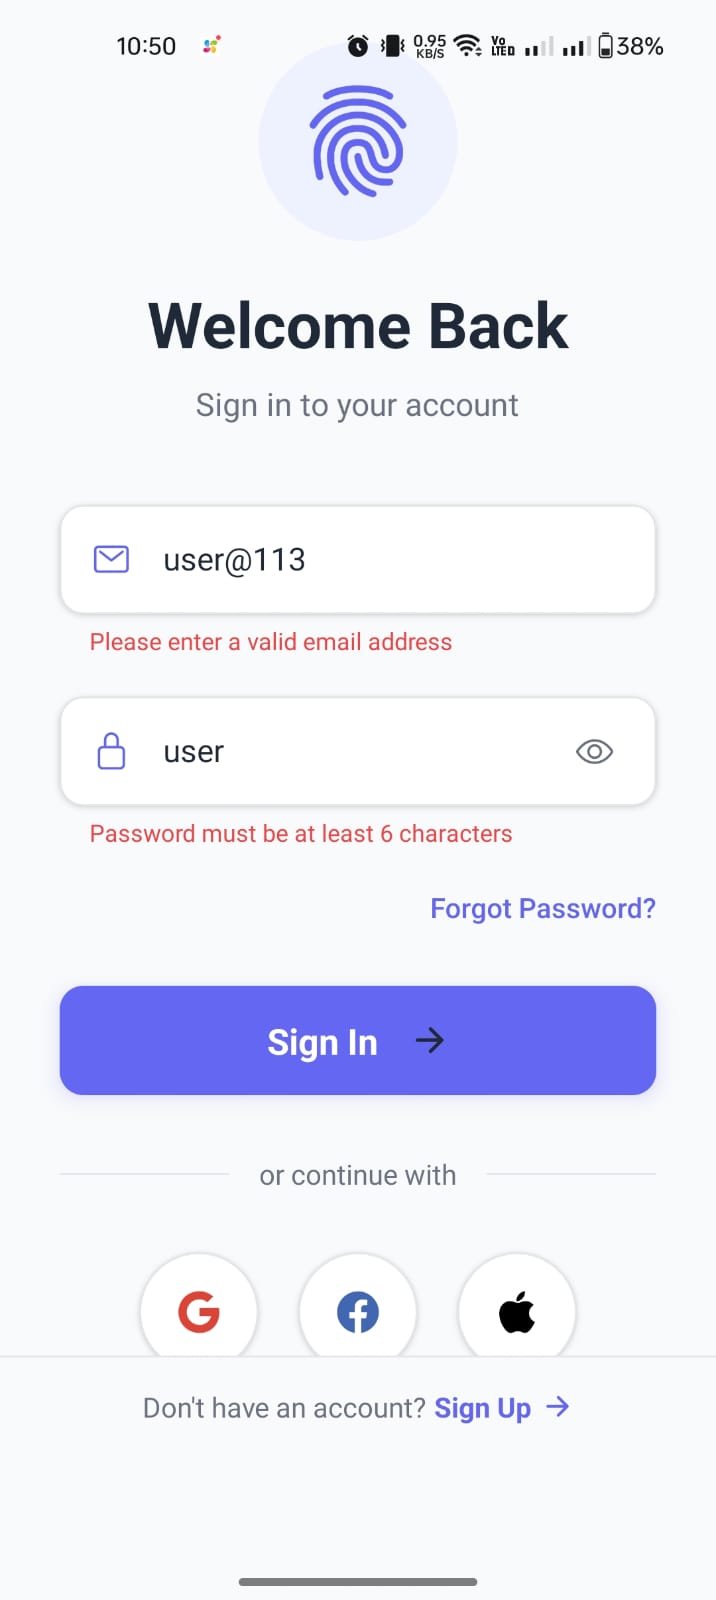 10:50 0.95 KB/S Vo LTED 38%
Welcome Back
Sign in to your account
user@113
Please enter a valid email address
user
Password must be at least 6 characters
Forgot Password?
Sign In →
or continue with
Don't have an account? Sign Up →